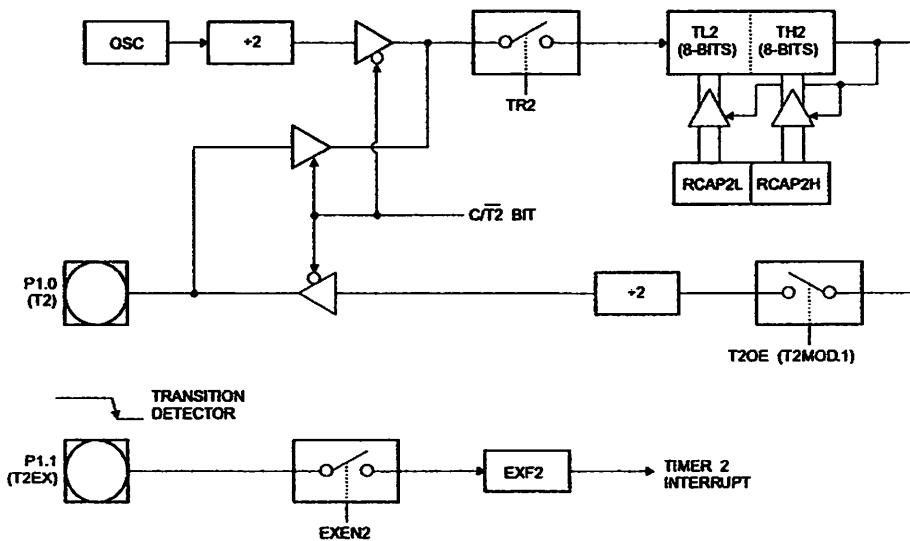 OSC
÷2
TR2
TL2
(8-BITS)
TH2
(8-BITS)
RCAP2L
RCAP2H
C/T2 BIT
P1.0
(T2)
÷2
T2OE (T2MOD.1)
TRANSITION
DETECTOR
P1.1
(T2EX)
EXF2
TIMER 2
INTERRUPT
EXEN2